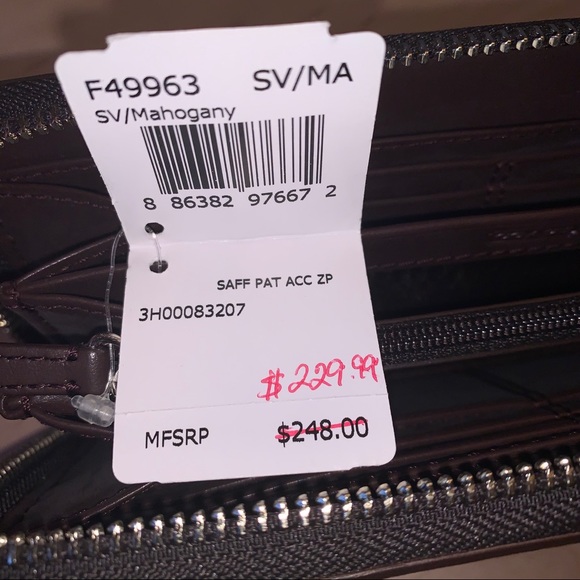 F49963 SV/MA
SV/Mahogany
8 86382 97667 2
SAFF PAT ACC ZP
3H00083207
$229.99
MFSRP $248.00